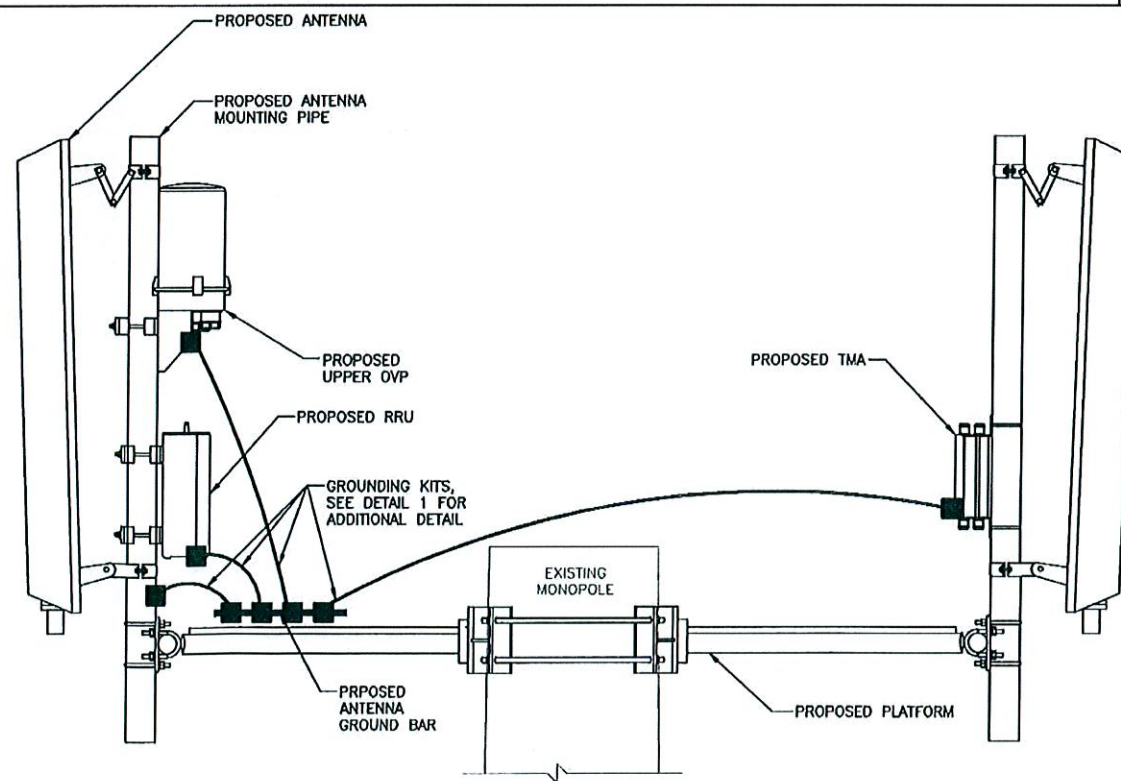 PROPOSED ANTENNA
PROPOSED ANTENNA
MOUNTING PIPE
PROPOSED
UPPER OVP
PROPOSED TMA
PROPOSED RRU
GROUNDING KITS,
SEE DETAIL 1 FOR
ADDITIONAL DETAIL
EXISTING
MONOPOLE
PRPOSED
ANTENNA
GROUND BAR
PROPOSED PLATFORM